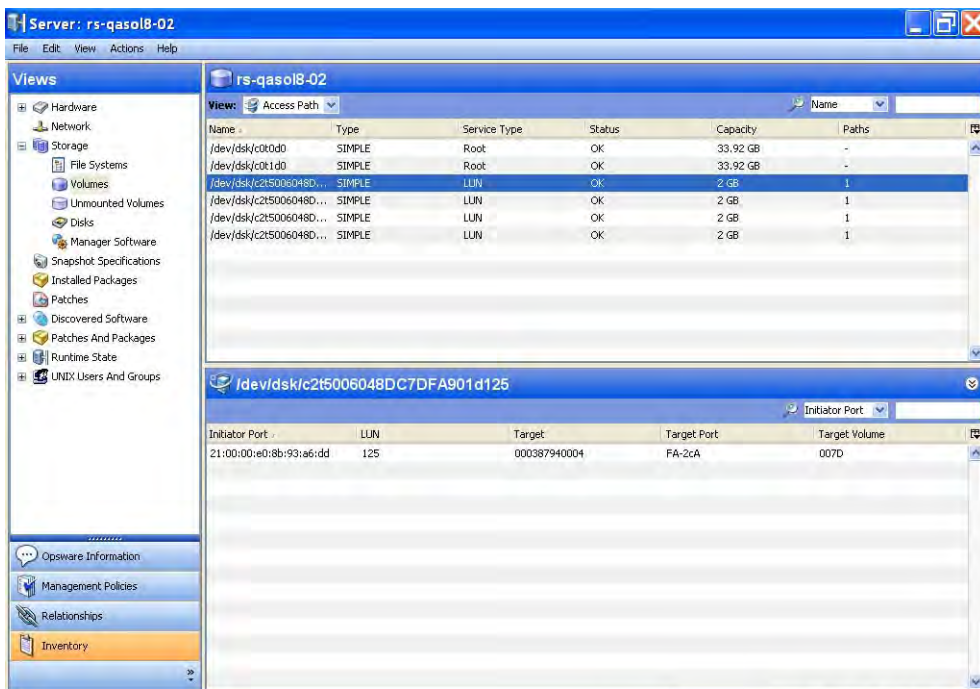 Server: rs-qasol8-02
File Edit View Actions Help
Views
Hardware
Network
Storage
File Systems
Volumes
Unmounted Volumes
Disks
Manager Software
Snapshot Specifications
Installed Packages
Patches
Discovered Software
Patches And Packages
Runtime State
UNIX Users And Groups
Opsware Information
Management Policies
Relationships
Inventory
rs-qasol8-02
View: Access Path Name
Name Type Service Type Status Capacity Paths
/dev/dsk/c0t0d0 SIMPLE Root OK 33.92 GB -
/dev/dsk/c0t1d0 SIMPLE Root OK 33.92 GB -
/dev/dsk/c2t5006048D... SIMPLE LUN OK 2 GB 1
/dev/dsk/c2t5006048D... SIMPLE LUN OK 2 GB 1
/dev/dsk/c2t5006048D... SIMPLE LUN OK 2 GB 1
/dev/dsk/c2t5006048D... SIMPLE LUN OK 2 GB 1
/dev/dsk/c2t5006048DC7DFA901d125
Initiator Port
Initiator Port LUN Target Target Port Target Volume
21:00:00:e0:8b:93:a6:dd 125 000387940004 FA-2cA 007D